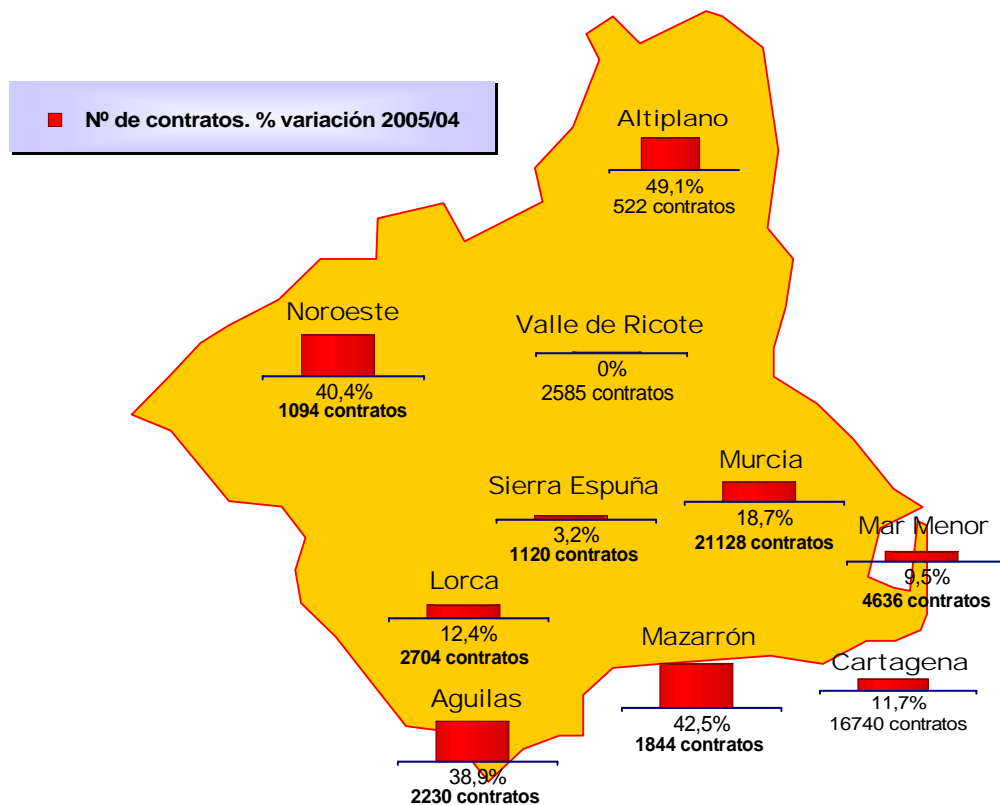 Nº de contratos. % variación 2005/04
Altiplano
49,1%
522 contratos
Noroeste
40,4%
1094 contratos
Valle de Ricote
0%
2585 contratos
Murcia
18,7%
21128 contratos
Sierra Espuña
3,2%
1120 contratos
Mar Menor
9,5%
4636 contratos
Lorca
12,4%
2704 contratos
Mazarrón
42,5%
1844 contratos
Cartagena
11,7%
16740 contratos
Aguilas
38,9%
2230 contratos